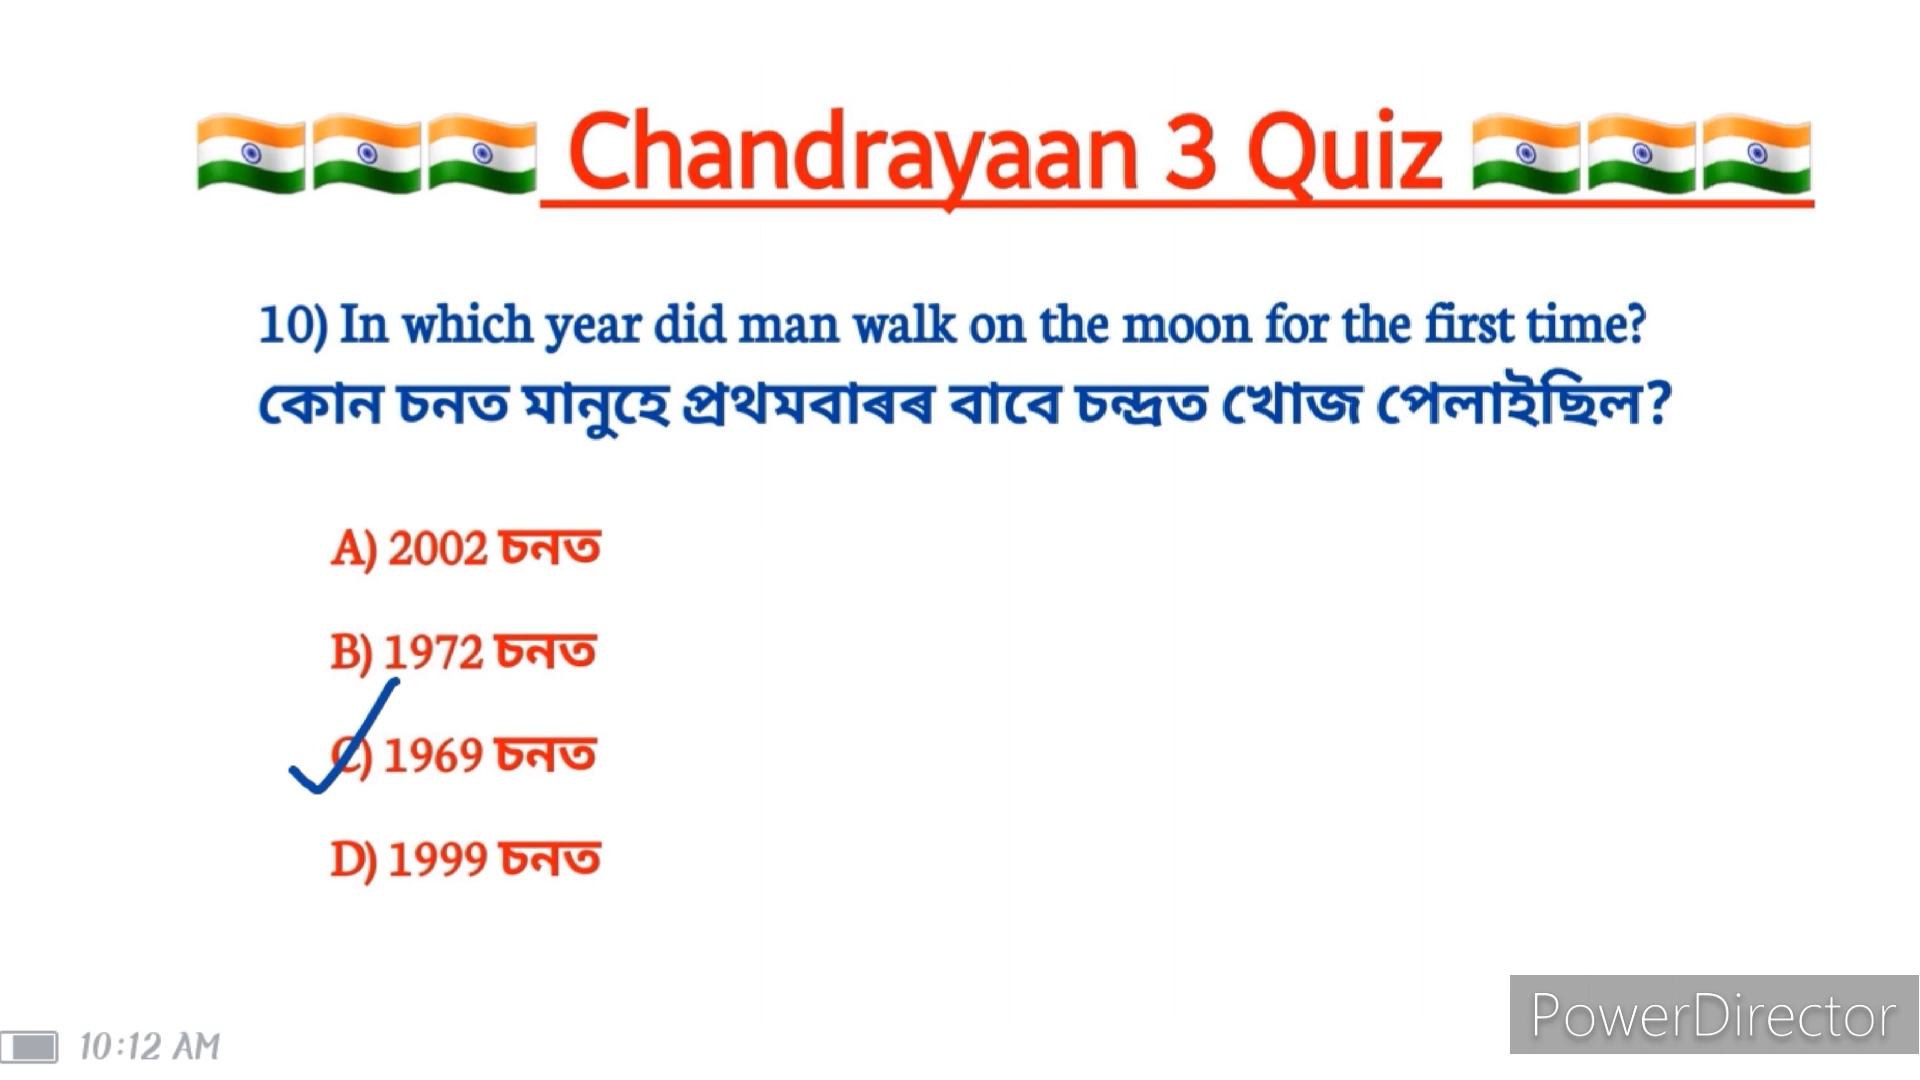 🇮🇳🇮🇳🇮🇳 Chandrayaan 3 Quiz 🇮🇳🇮🇳🇮🇳
10) In which year did man walk on the moon for the first time?
কোন চনত মানুহে প্ৰথমবাৰৰ বাবে চন্দ্ৰত খোজ পেলাইছিল?
A) 2002 চনত
B) 1972 চনত
C) 1969 চনত
D) 1999 চনত
PowerDirector
10:12 AM